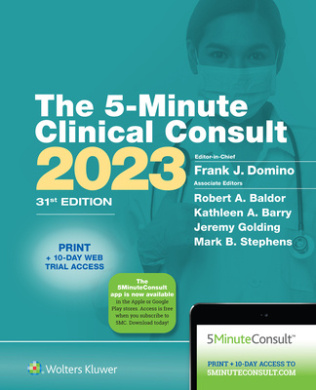 The 5-Minute
Clinical Consult
2023
31st EDITION
Editor-in-Chief
Frank J. Domino
Associate Editors
Robert A. Baldor
Kathleen A. Barry
Jeremy Golding
Mark B. Stephens
PRINT
+ 10-DAY WEB
TRIAL ACCESS
The
5MinuteConsult
app is now available
in the Apple or Google
Play stores. Access is free
when you subscribe to
5MC. Download today!
5MinuteConsult™
PRINT + 10-DAY ACCESS TO
5MINUTECONSULT.COM
Wolters Kluwer